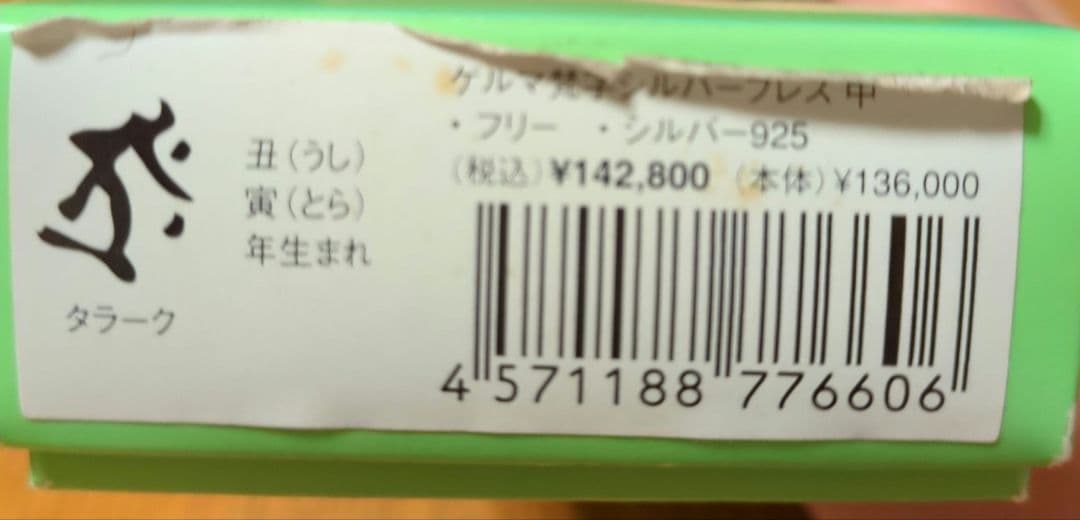 丑（うし）
寅（とら）
年生まれ
タラーク
ゲルマ梵字シルバーブレス 中
・フリー ・シルバー925
（税込）¥142,800 （本体）¥136,000
4 571188 776606